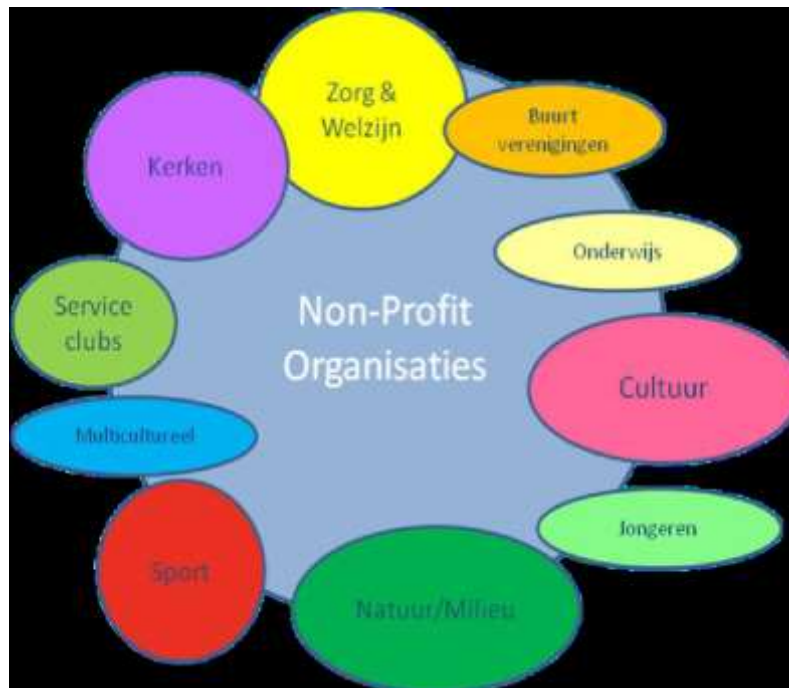 Zorg &
Welzijn
Buurt
verenigingen
Kerken
Onderwijs
Service
clubs
Non-Profit
Organisaties
Cultuur
Multicultureel
Jongeren
Sport
Natuur/Milieu